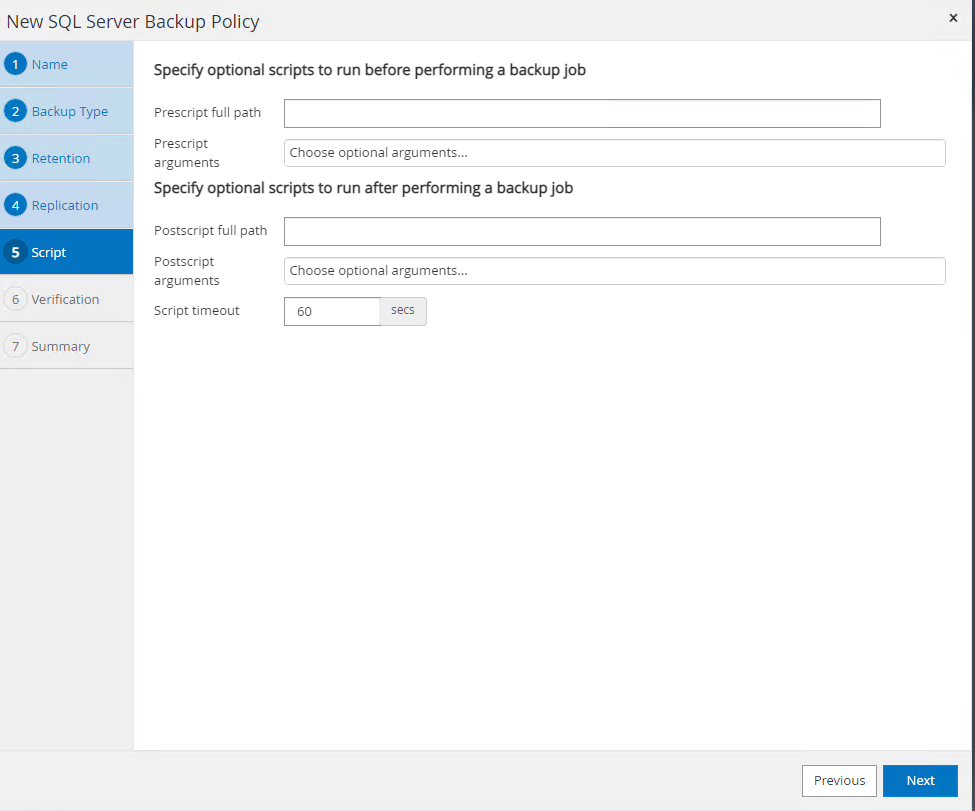 New SQL Server Backup Policy
×
1 Name
2 Backup Type
3 Retention
4 Replication
5 Script
6 Verification
7 Summary
Specify optional scripts to run before performing a backup job
Prescript full path
Prescript
arguments
Choose optional arguments...
Specify optional scripts to run after performing a backup job
Postscript full path
Postscript
arguments
Choose optional arguments...
Script timeout
60 secs
Previous
Next